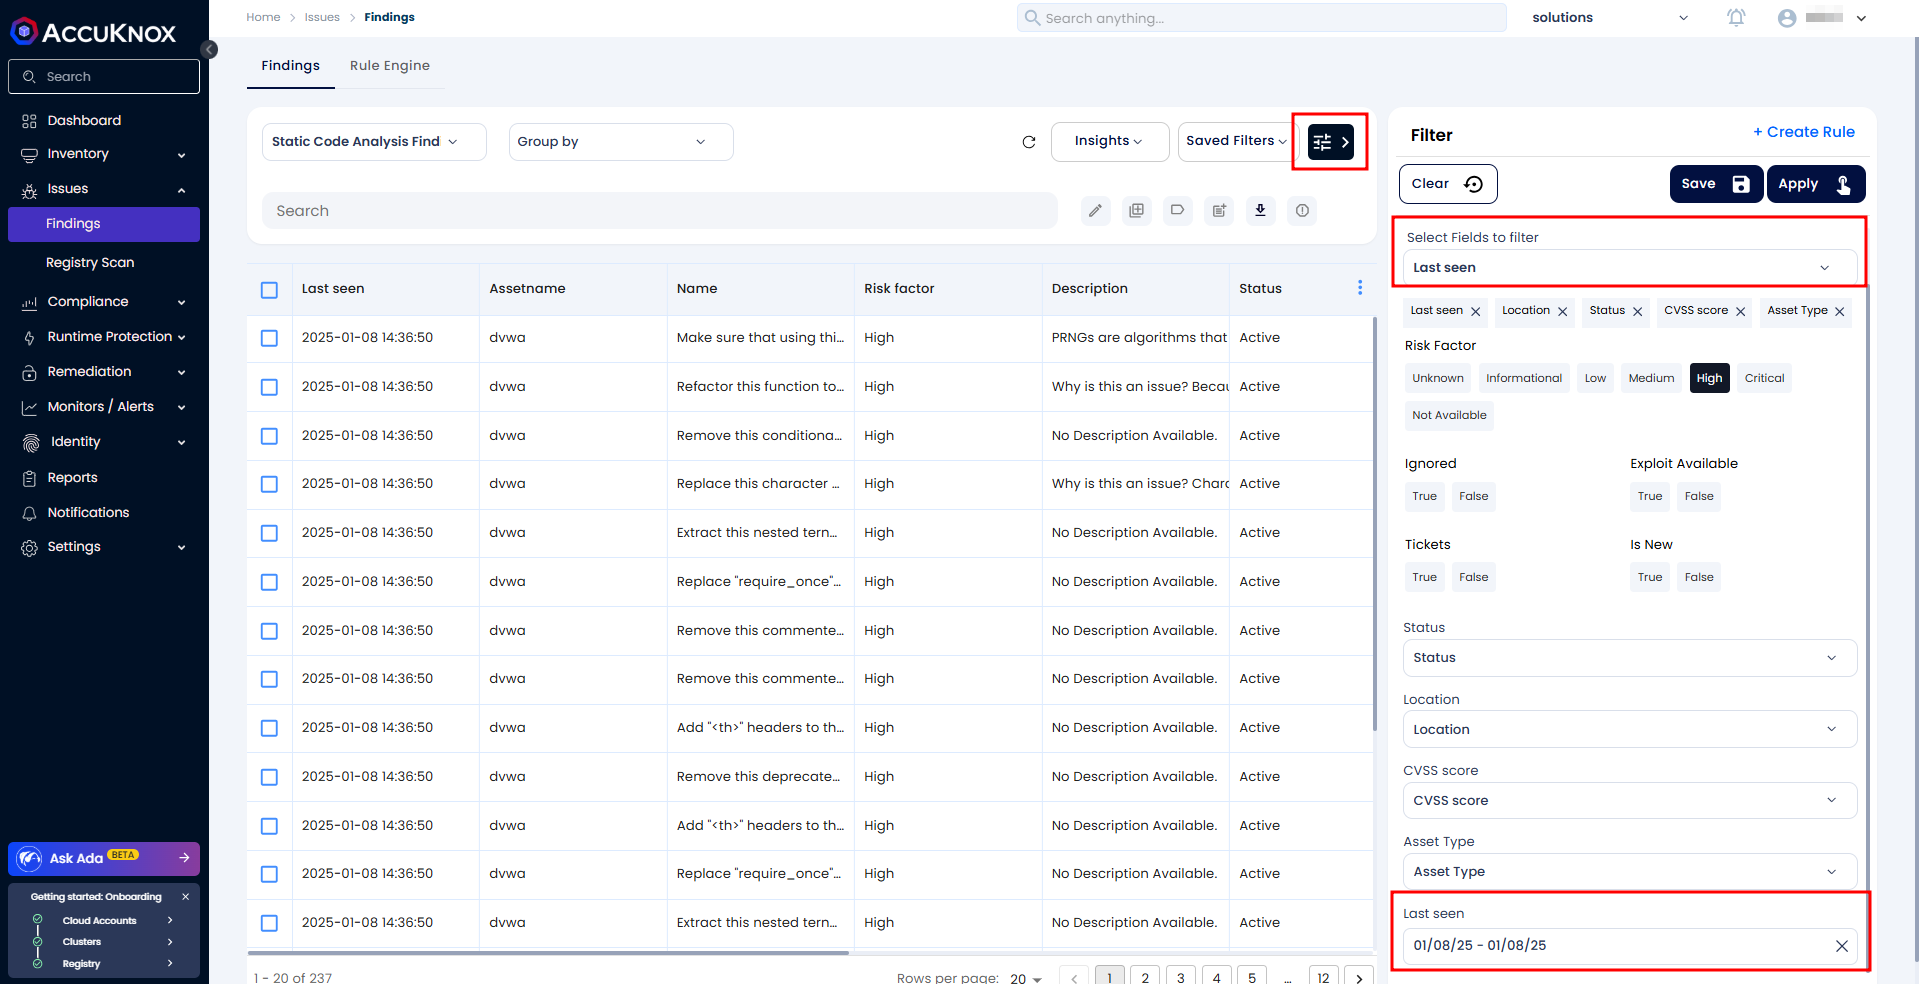 ACCUKNOX
Search
Dashboard
Inventory
Issues
Findings
Registry Scan
Compliance
Runtime Protection
Remediation
Monitors / Alerts
Identity
Reports
Notifications
Settings
Ask Ada BETA
Getting started: Onboarding
Cloud Accounts
Clusters
Registry
Home > Issues > Findings
Search anything...
solutions
Findings Rule Engine
Static Code Analysis Find
Group by
Insights
Saved Filters
Search
Last seen Assetname Name Risk factor Description Status
2025-01-08 14:36:50 dvwa Make sure that using thi... High PRNGs are algorithms that Active
2025-01-08 14:36:50 dvwa Refactor this function to... High Why is this an issue? Becau Active
2025-01-08 14:36:50 dvwa Remove this conditiona... High No Description Available. Active
2025-01-08 14:36:50 dvwa Replace this character ... High Why is this an issue? Charc Active
2025-01-08 14:36:50 dvwa Extract this nested tern... High No Description Available. Active
2025-01-08 14:36:50 dvwa Replace "require_once"... High No Description Available. Active
2025-01-08 14:36:50 dvwa Remove this commente... High No Description Available. Active
2025-01-08 14:36:50 dvwa Remove this commente... High No Description Available. Active
2025-01-08 14:36:50 dvwa Add "<th>" headers to th... High No Description Available. Active
2025-01-08 14:36:50 dvwa Remove this deprecate... High No Description Available. Active
2025-01-08 14:36:50 dvwa Add "<th>" headers to th... High No Description Available. Active
2025-01-08 14:36:50 dvwa Replace "require_once"... High No Description Available. Active
2025-01-08 14:36:50 dvwa Extract this nested tern... High No Description Available. Active
1 - 20 of 237
Rows per page: 20
< 1 2 3 4 5 ... 12 >
Filter
+ Create Rule
Clear
Save
Apply
Select Fields to filter
Last seen
Last seen Location Status CVSS score Asset Type
Risk Factor
Unknown Informational Low Medium High Critical
Not Available
Ignored Exploit Available
True False True False
Tickets Is New
True False True False
Status
Status
Location
Location
CVSS score
CVSS score
Asset Type
Asset Type
Last seen
01/08/25 - 01/08/25